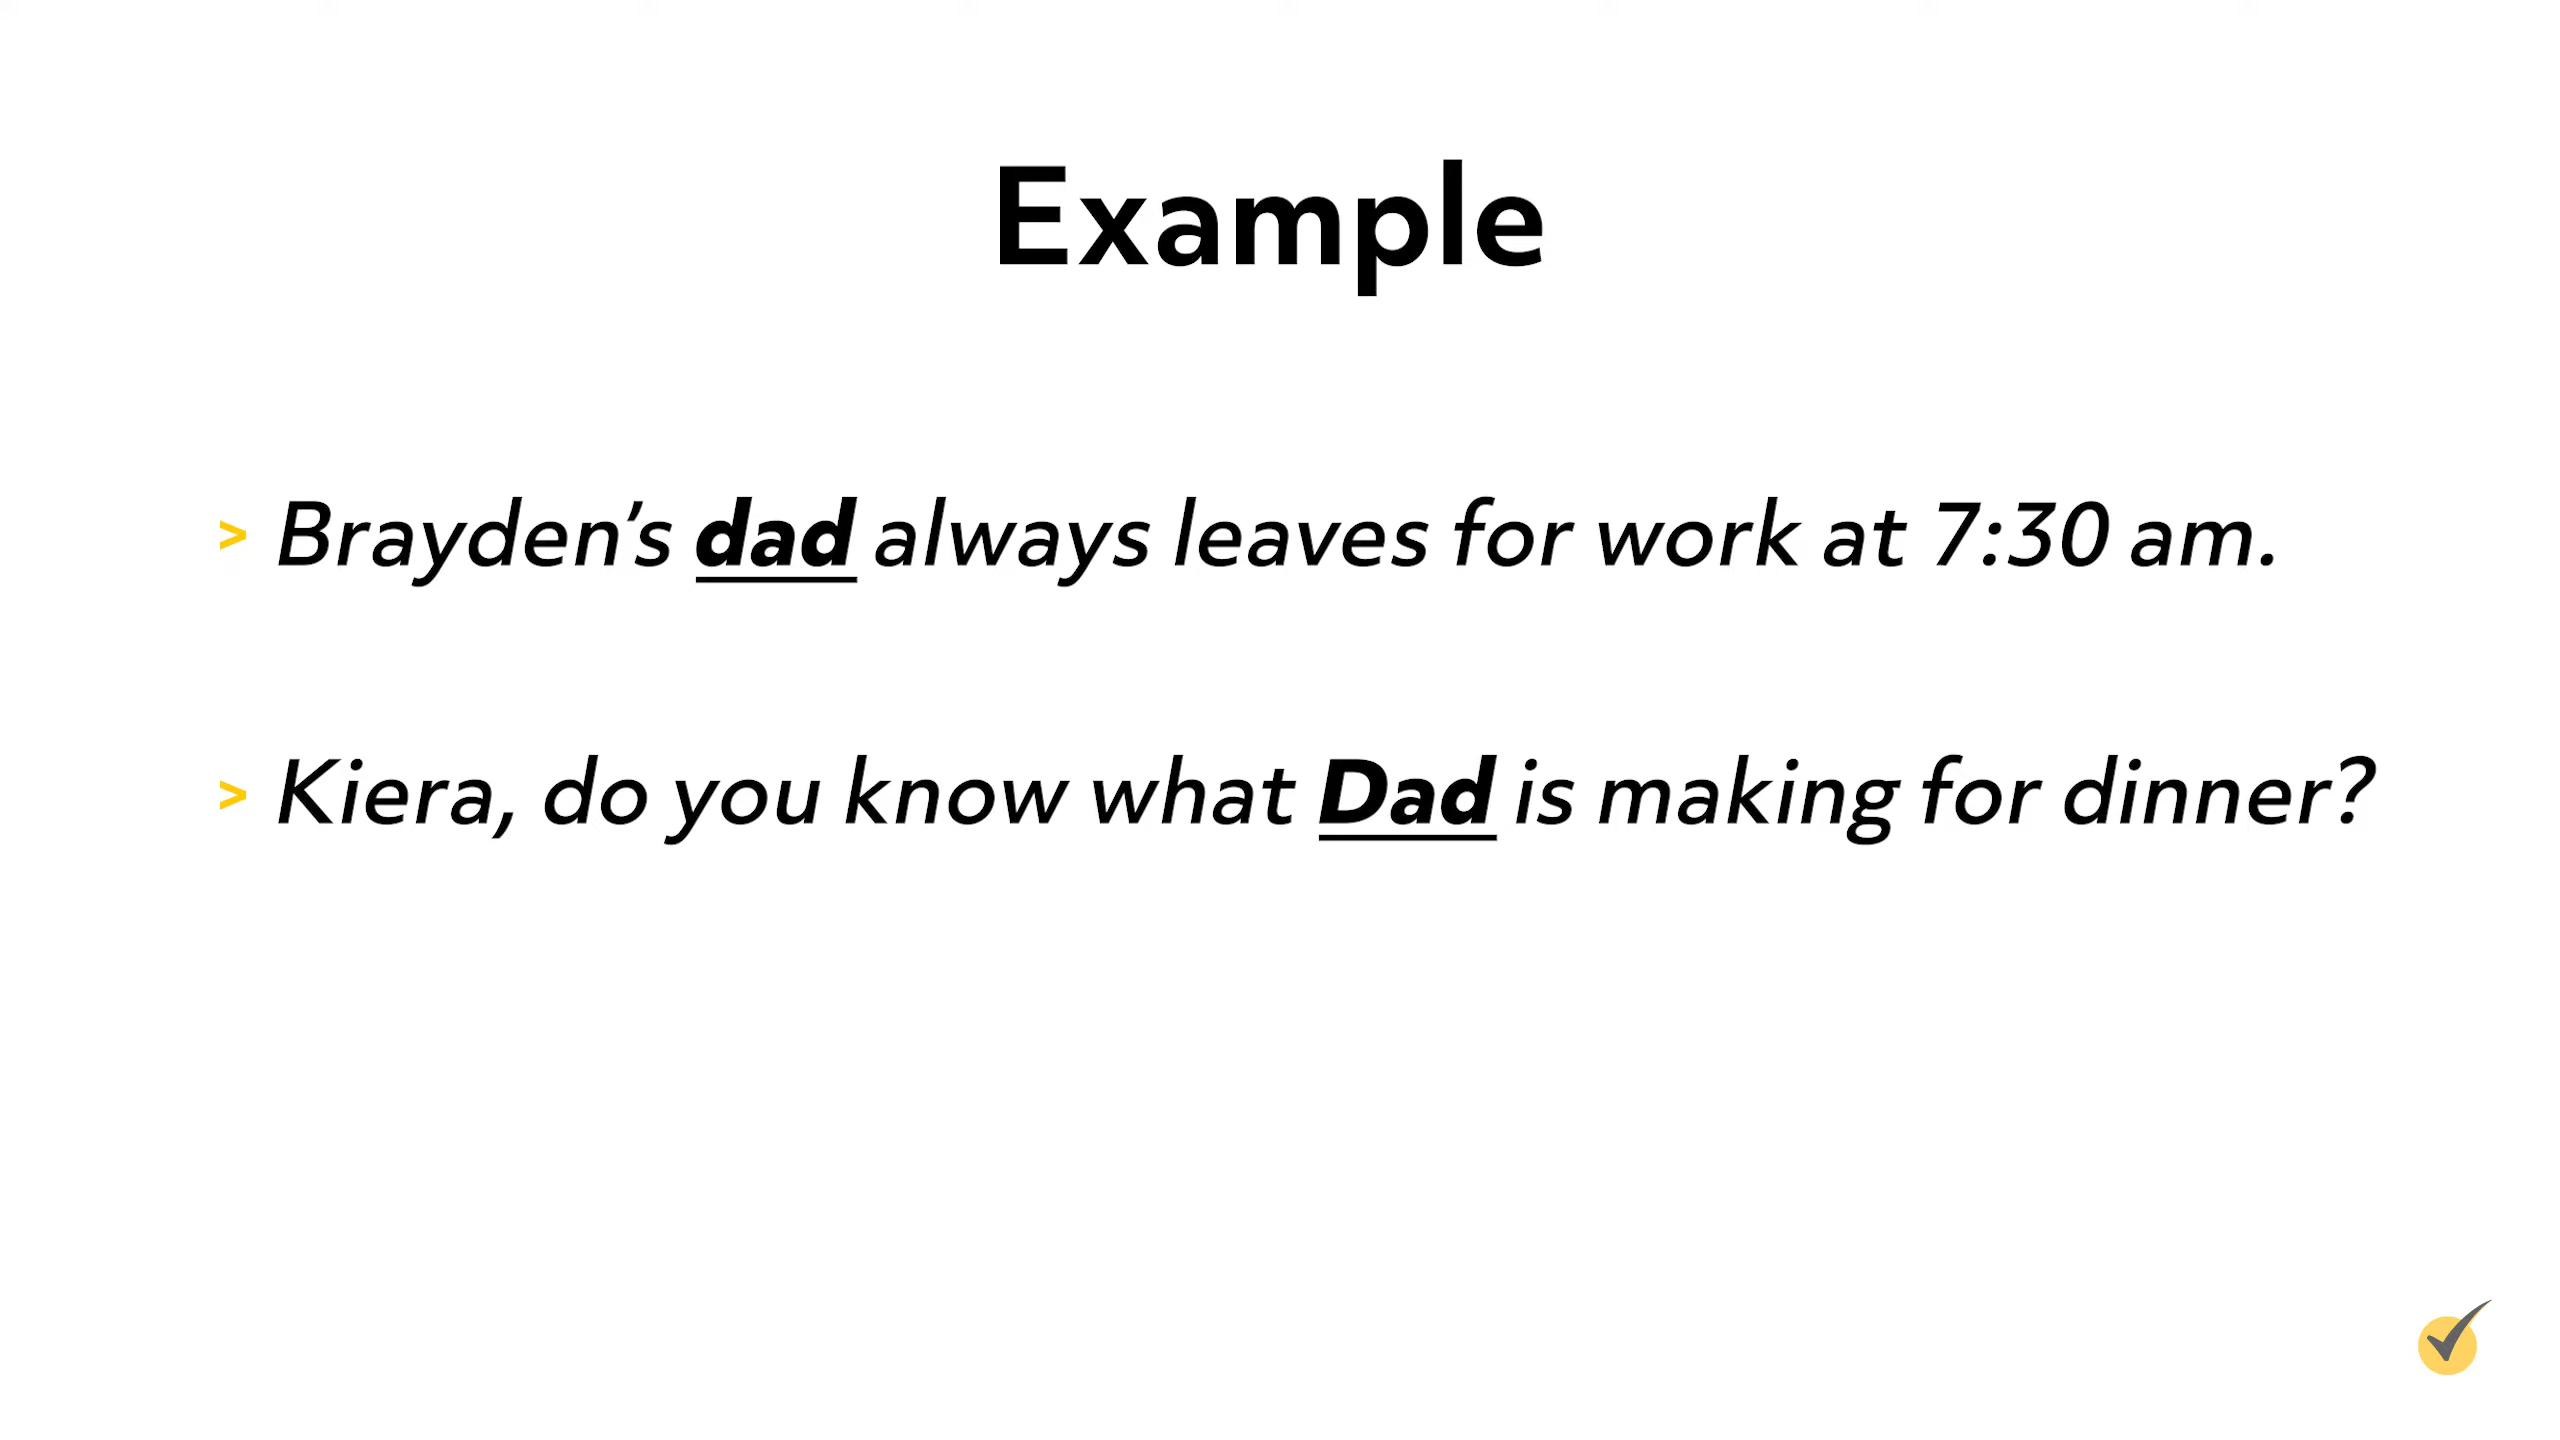 Example
> Brayden’s dad always leaves for work at 7:30 am.
> Kiera, do you know what Dad is making for dinner?